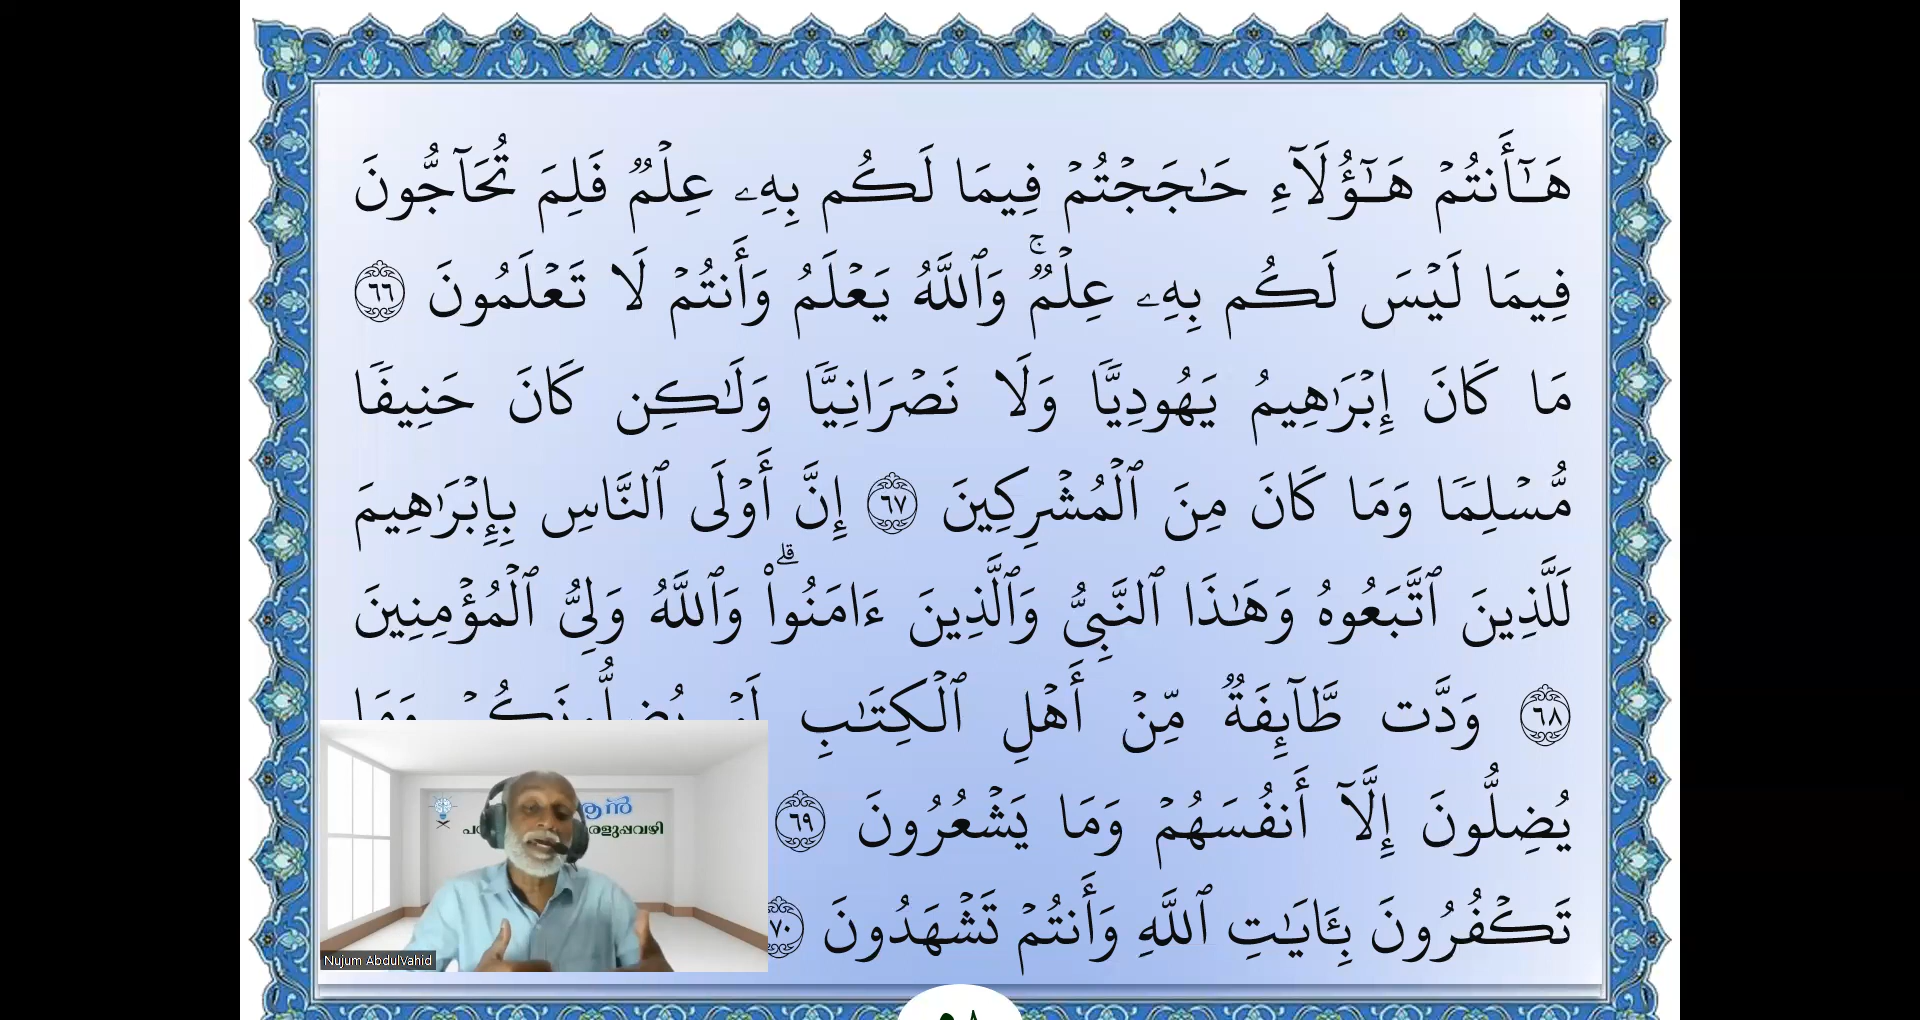 هَـٰٓأَنتُمْ هَـٰٓؤُلَآءِ حَـٰجَجْتُمْ فِيمَا لَكُم بِهِۦ عِلْمٌ فَلِمَ تُحَآجُّونَ
فِيمَا لَيْسَ لَكُم بِهِۦ عِلْمٌ ۚ وَٱللَّهُ يَعْلَمُ وَأَنتُمْ لَا تَعْلَمُونَ ٦٦
مَا كَانَ إِبْرَٰهِيمُ يَهُودِيًّا وَلَا نَصْرَانِيًّا وَلَـٰكِن كَانَ حَنِيفًا
مُّسْلِمًا وَمَا كَانَ مِنَ ٱلْمُشْرِكِينَ ٦٧ إِنَّ أَوْلَى ٱلنَّاسِ بِإِبْرَٰهِيمَ
لَلَّذِينَ ٱتَّبَعُوهُ وَهَـٰذَا ٱلنَّبِىُّ وَٱلَّذِينَ ءَامَنُوا۟ ۗ وَٱللَّهُ وَلِىُّ ٱلْمُؤْمِنِينَ
٦٨ وَدَّت طَّآئِفَةٌ مِّنْ أَهْلِ ٱلْكِتَـٰبِ لَوْ يُضِلُّونَكُمْ وَمَا
يُضِلُّونَ إِلَّآ أَنفُسَهُمْ وَمَا يَشْعُرُونَ ٦٩
تَكْفُرُونَ بِـَٔايَـٰتِ ٱللَّهِ وَأَنتُمْ تَشْهَدُونَ ٧٠
Nujum AbdulVahid